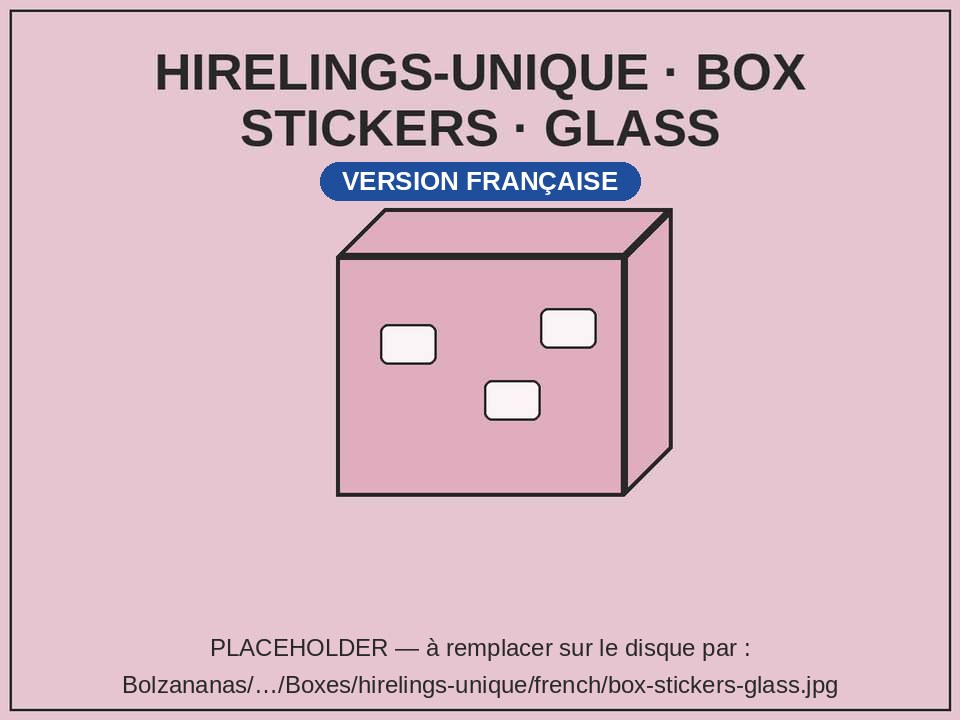 HIRELINGS-UNIQUE · BOX
STICKERS · GLASS
VERSION FRANÇAISE
PLACEHOLDER — à remplacer sur le disque par :
Bolzananas/…/Boxes/hirelings-unique/french/box-stickers-glass.jpg